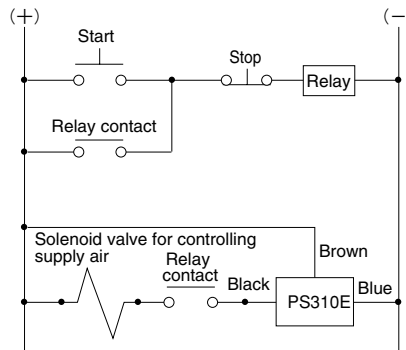 (+)
(−
Start
Stop
Relay
Relay contact
Solenoid valve for controlling
supply air
Relay
contact
Brown
Black
PS310E
Blue